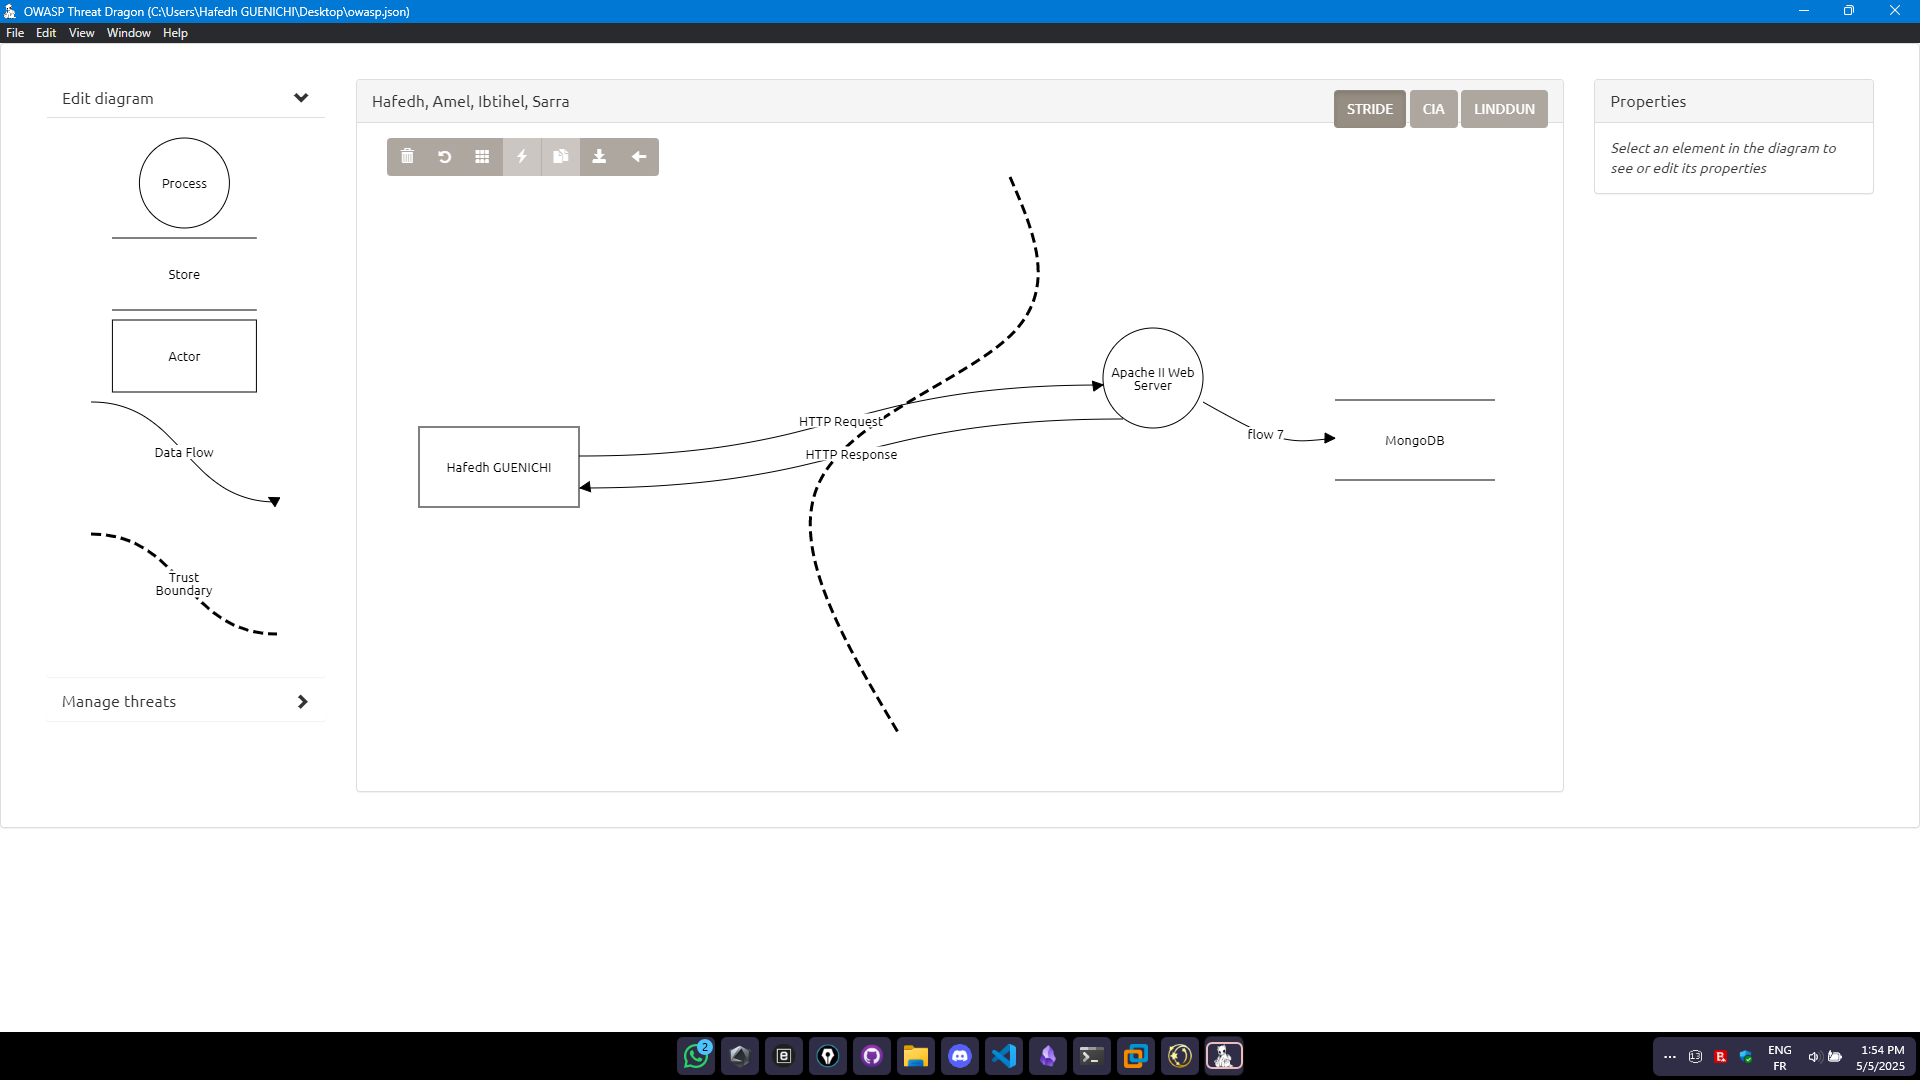 OWASP Threat Dragon (C:\Users\Hafedh GUENICHI\Desktop\owasp.json)
File Edit View Window Help
Edit diagram
Process
Store
Actor
Data Flow
Trust
Boundary
Manage threats
Hafedh, Amel, Ibtihel, Sarra
STRIDE CIA LINDDUN
Hafedh GUENICHI
HTTP Request
HTTP Response
Apache II Web
Server
flow 7
MongoDB
Properties
Select an element in the diagram to
see or edit its properties
2
ENG
FR
1:54 PM
5/5/2025